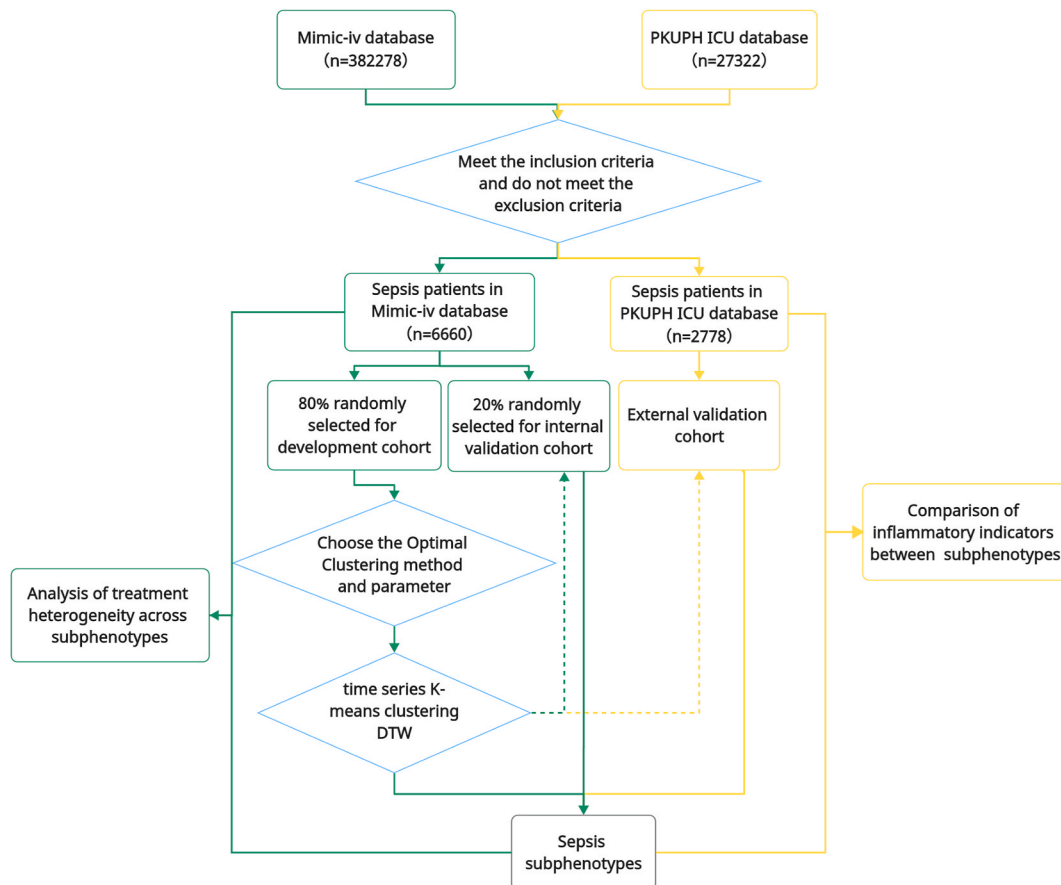 Mimic-iv database
（n=382278）
PKUPH ICU database
（n=27322）
Meet the inclusion criteria
and do not meet the
exclusion criteria
Sepsis patients in
Mimic-iv database
（n=6660）
Sepsis patients in
PKUPH ICU database
（n=2778）
80% randomly
selected for
development cohort
20% randomly
selected for internal
validation cohort
External validation
cohort
Choose the Optimal
Clustering method
and parameter
Comparison of
inflammatory indicators
between subphenotypes
Analysis of treatment
heterogeneity across
subphenotypes
time series K-
means clustering
DTW
Sepsis
subphenotypes